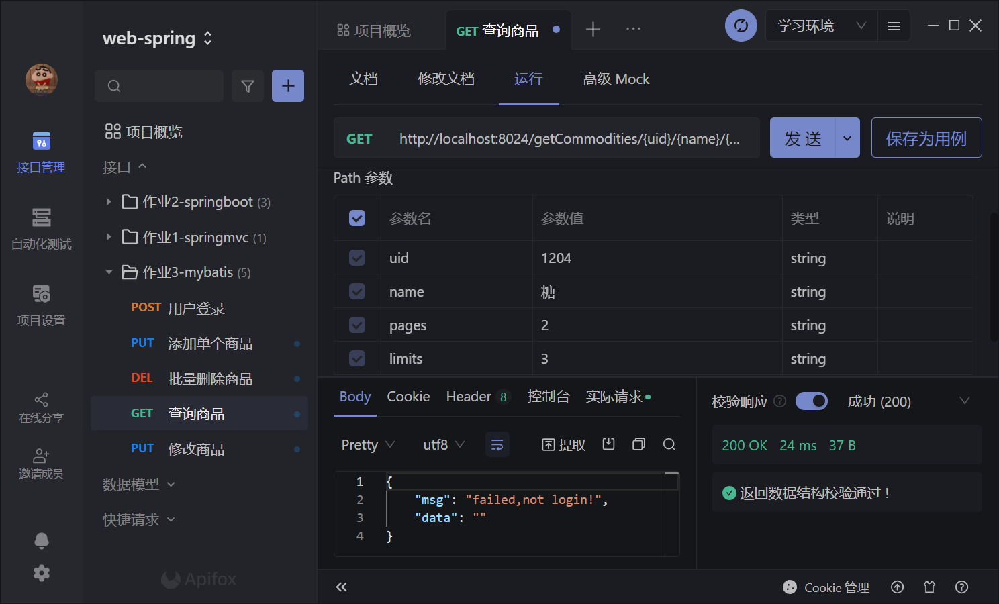 web-spring
项目概览
GET 查询商品
学习环境
文档
修改文档
运行
高级 Mock
GET
http://localhost:8024/getCommodities/{uid}/{name}/{...
发 送
保存为用例
接口管理
自动化测试
项目设置
在线分享
邀请成员
项目概览
接口
作业2-springboot (3)
作业1-springmvc (1)
作业3-mybatis (5)
POST 用户登录
PUT 添加单个商品
DEL 批量删除商品
GET 查询商品
PUT 修改商品
数据模型
快捷请求
Apifox
Path 参数
参数名 参数值 类型 说明
uid 1204 string
name 糖 string
pages 2 string
limits 3 string
Body Cookie Header 8 控制台 实际请求
Pretty utf8 提取
1 {
2 "msg": "failed,not login!",
3 "data": ""
4 }
校验响应 ? 成功 (200)
200 OK 24 ms 37 B
返回数据结构校验通过！
Cookie 管理